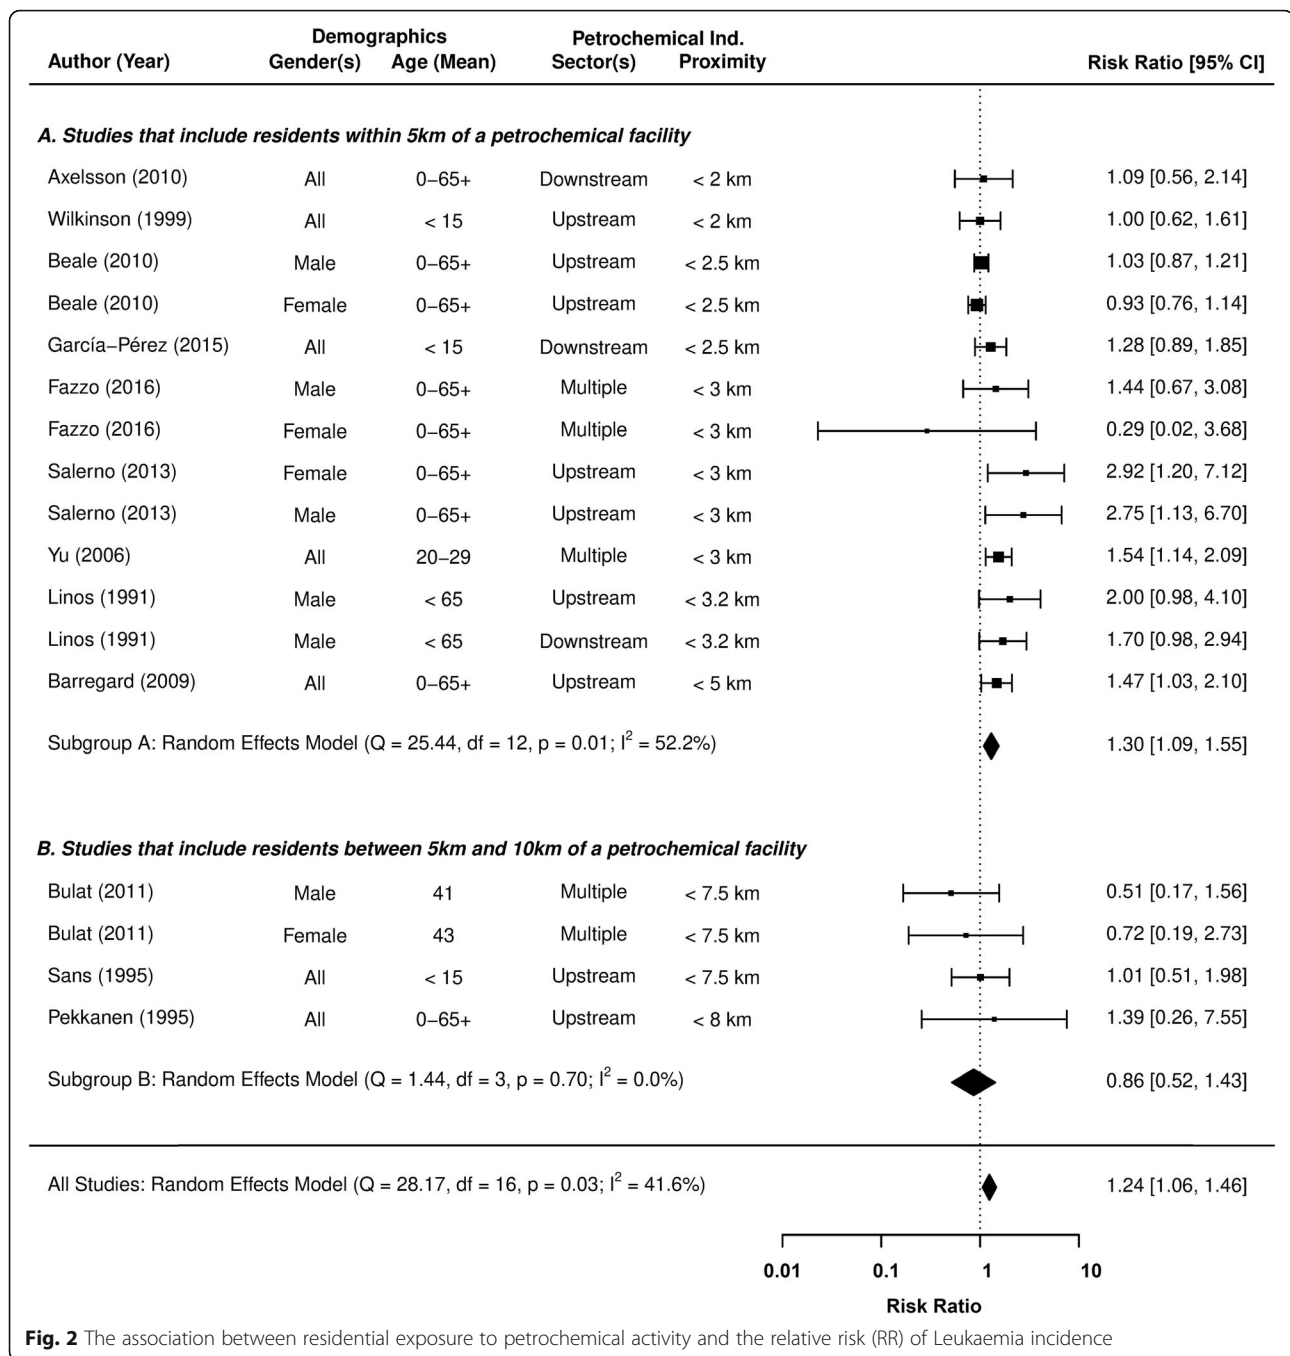 Demographics Petrochemical Ind.
Author (Year) Gender(s) Age (Mean) Sector(s) Proximity Risk Ratio [95% CI]
A. Studies that include residents within 5km of a petrochemical facility
Axelsson (2010) All 0−65+ Downstream < 2 km 1.09 [0.56, 2.14]
Wilkinson (1999) All < 15 Upstream < 2 km 1.00 [0.62, 1.61]
Beale (2010) Male 0−65+ Upstream < 2.5 km 1.03 [0.87, 1.21]
Beale (2010) Female 0−65+ Upstream < 2.5 km 0.93 [0.76, 1.14]
García−Pérez (2015) All < 15 Downstream < 2.5 km 1.28 [0.89, 1.85]
Fazzo (2016) Male 0−65+ Multiple < 3 km 1.44 [0.67, 3.08]
Fazzo (2016) Female 0−65+ Multiple < 3 km 0.29 [0.02, 3.68]
Salerno (2013) Female 0−65+ Upstream < 3 km 2.92 [1.20, 7.12]
Salerno (2013) Male 0−65+ Upstream < 3 km 2.75 [1.13, 6.70]
Yu (2006) All 20−29 Multiple < 3 km 1.54 [1.14, 2.09]
Linos (1991) Male < 65 Upstream < 3.2 km 2.00 [0.98, 4.10]
Linos (1991) Male < 65 Downstream < 3.2 km 1.70 [0.98, 2.94]
Barregard (2009) All 0−65+ Upstream < 5 km 1.47 [1.03, 2.10]
Subgroup A: Random Effects Model (Q = 25.44, df = 12, p = 0.01; I² = 52.2%) 1.30 [1.09, 1.55]
B. Studies that include residents between 5km and 10km of a petrochemical facility
Bulat (2011) Male 41 Multiple < 7.5 km 0.51 [0.17, 1.56]
Bulat (2011) Female 43 Multiple < 7.5 km 0.72 [0.19, 2.73]
Sans (1995) All < 15 Upstream < 7.5 km 1.01 [0.51, 1.98]
Pekkanen (1995) All 0−65+ Upstream < 8 km 1.39 [0.26, 7.55]
Subgroup B: Random Effects Model (Q = 1.44, df = 3, p = 0.70; I² = 0.0%) 0.86 [0.52, 1.43]
All Studies: Random Effects Model (Q = 28.17, df = 16, p = 0.03; I² = 41.6%) 1.24 [1.06, 1.46]
0.01 0.1 1 10
Risk Ratio
Fig. 2 The association between residential exposure to petrochemical activity and the relative risk (RR) of Leukaemia incidence